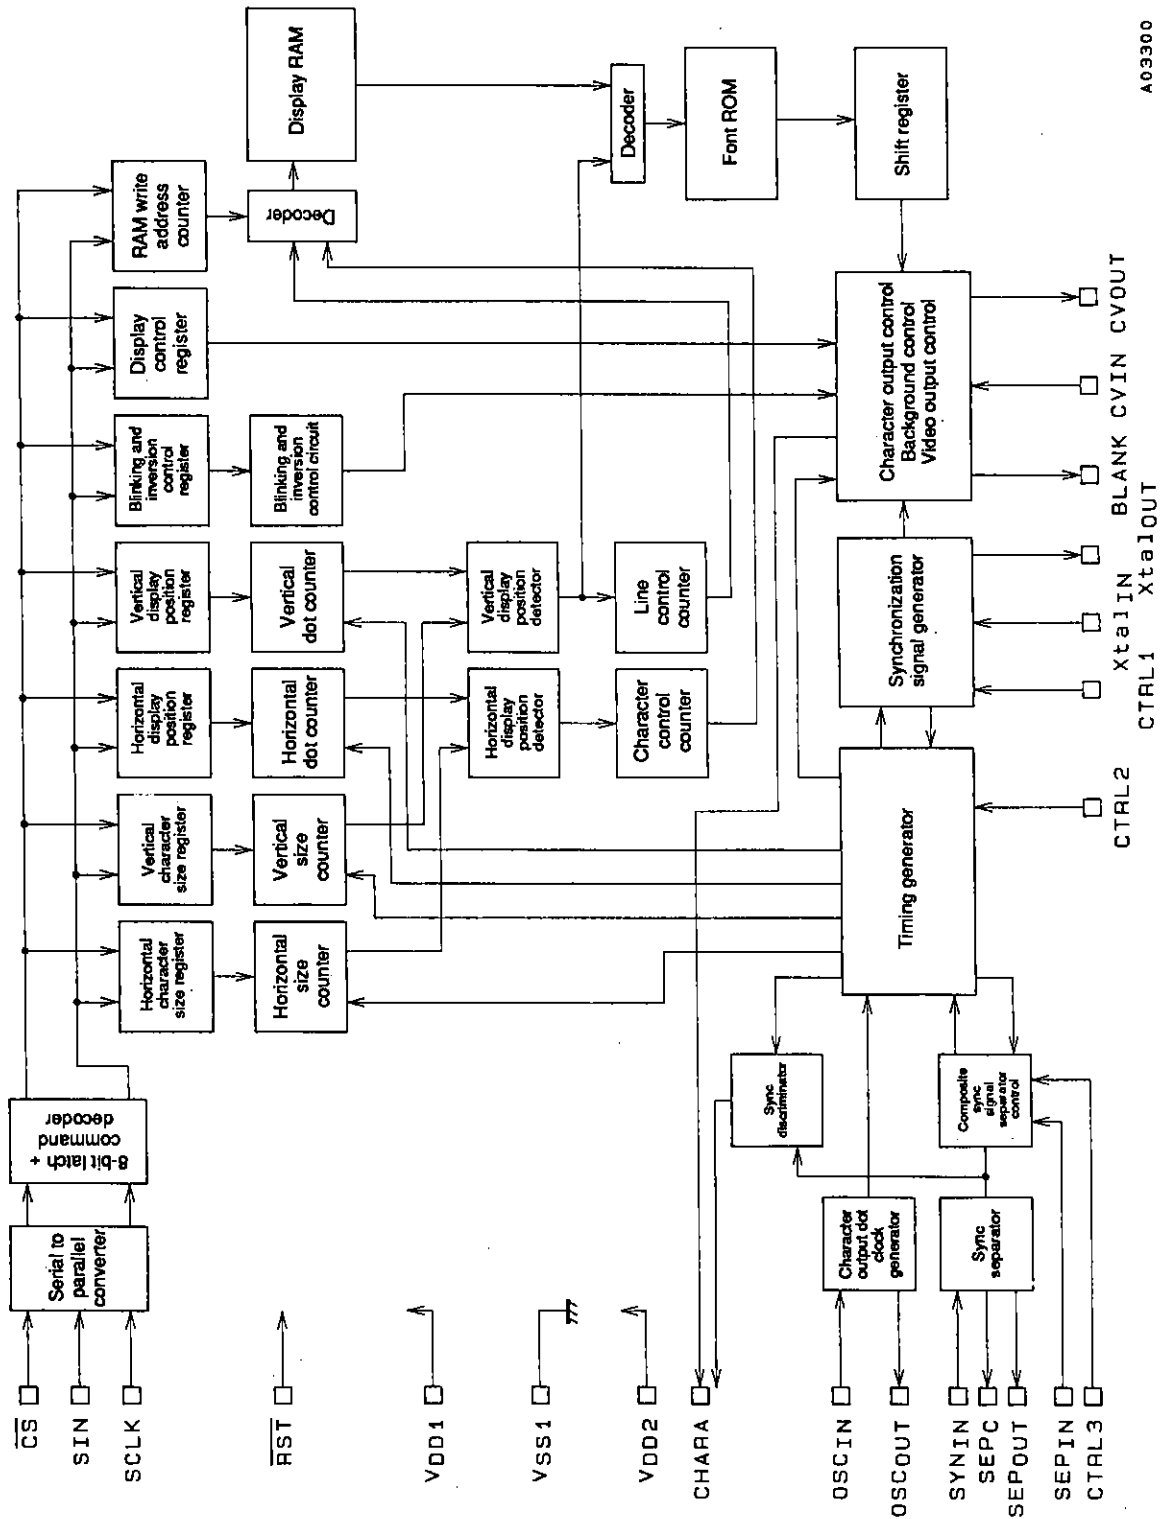 CS
SIN
SCLK
RST
VDD1
VSS1
VDD2
CHARA
OSCIN
OSCOUT
SYNIN
SEPC
SEPOUT
SEPIN
CTRL3
Serial to
parallel
converter
8-bit latch +
command
decoder
Horizontal
character
size register
Vertical
character
size register
Horizontal
display
position
register
Vertical
display
position
register
Blinking and
inversion
control
register
Display
control
register
RAM write
address
counter
Horizontal
size
counter
Vertical
size
counter
Horizontal
dot counter
Vertical
dot counter
Blinking and
inversion
control circuit
Decoder
Display RAM
Horizontal
display
position
detector
Vertical
display
position
detector
Character
control
counter
Line
control
counter
Decoder
Font ROM
Shift register
Sync
discriminator
Character
output dot
clock
generator
Sync
separator
Composite
sync
signal
separator
control
Timing generator
Synchronization
signal generator
Character output control
Background control
Video output control
CTRL2
CTRL1
XtalIN
XtalOUT
BLANK
CVIN
CVOUT
A03300